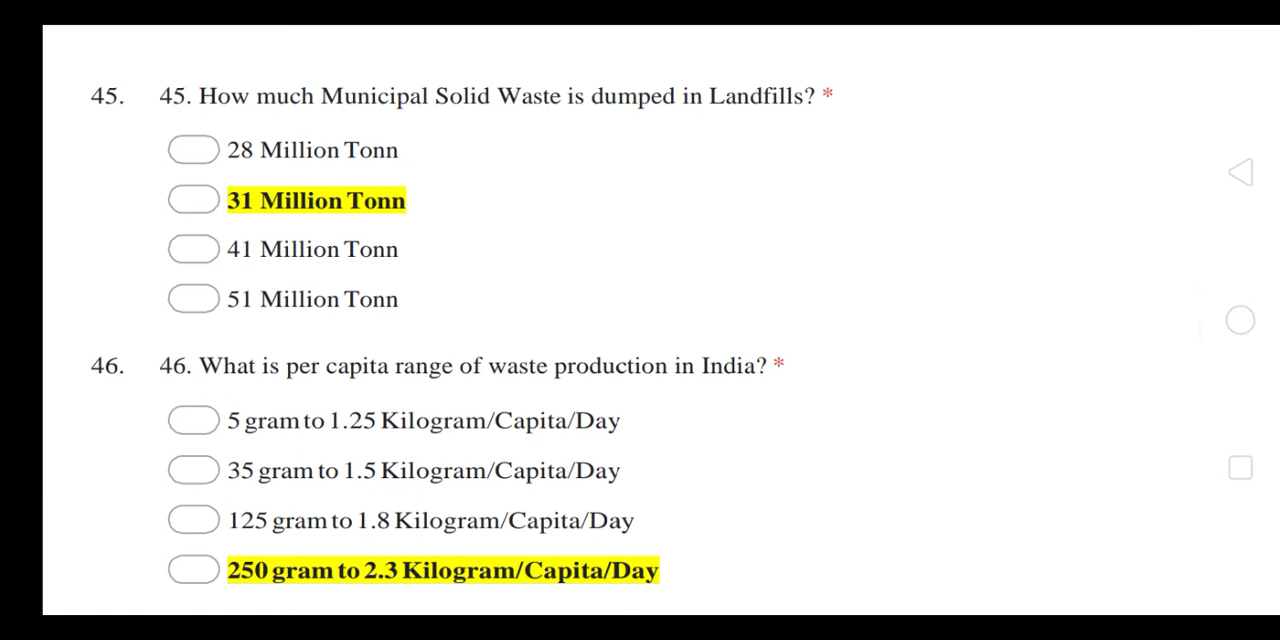 45. 45. How much Municipal Solid Waste is dumped in Landfills? *
28 Million Tonn
31 Million Tonn
41 Million Tonn
51 Million Tonn
46. 46. What is per capita range of waste production in India? *
5 gram to 1.25 Kilogram/Capita/Day
35 gram to 1.5 Kilogram/Capita/Day
125 gram to 1.8 Kilogram/Capita/Day
250 gram to 2.3 Kilogram/Capita/Day